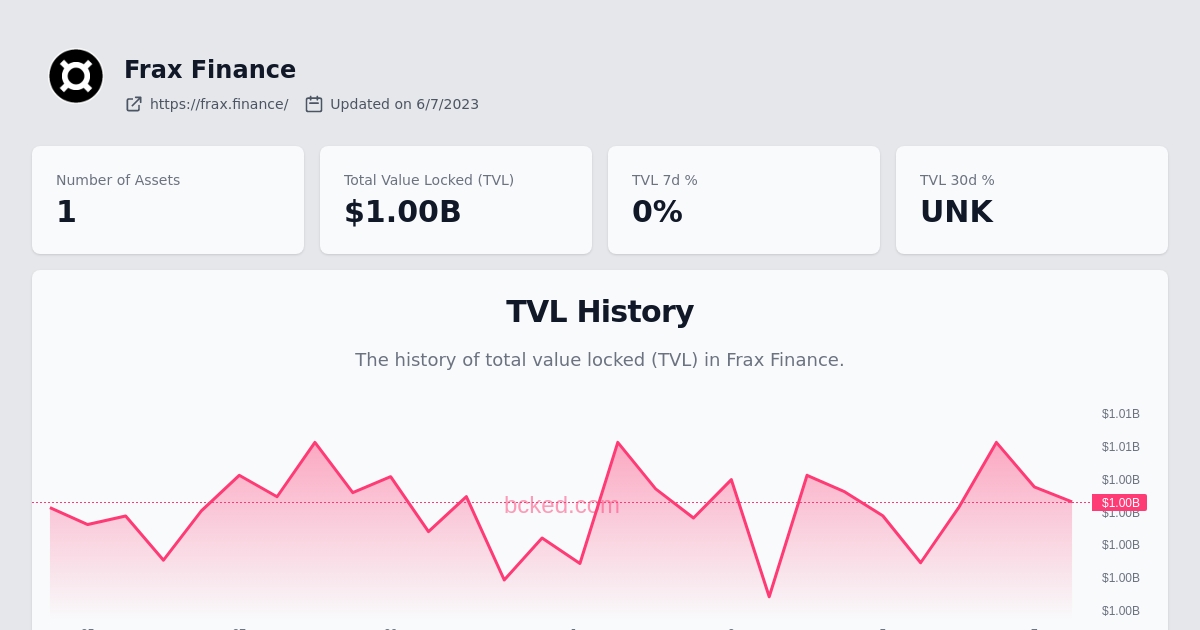 Frax Finance
https://frax.finance/ Updated on 6/7/2023
Number of Assets
1
Total Value Locked (TVL)
$1.00B
TVL 7d %
0%
TVL 30d %
UNK
TVL History
The history of total value locked (TVL) in Frax Finance.
$1.01B
$1.01B
$1.00B
$1.00B
bcked.com
$1.00B
$1.00B
$1.00B
$1.00B